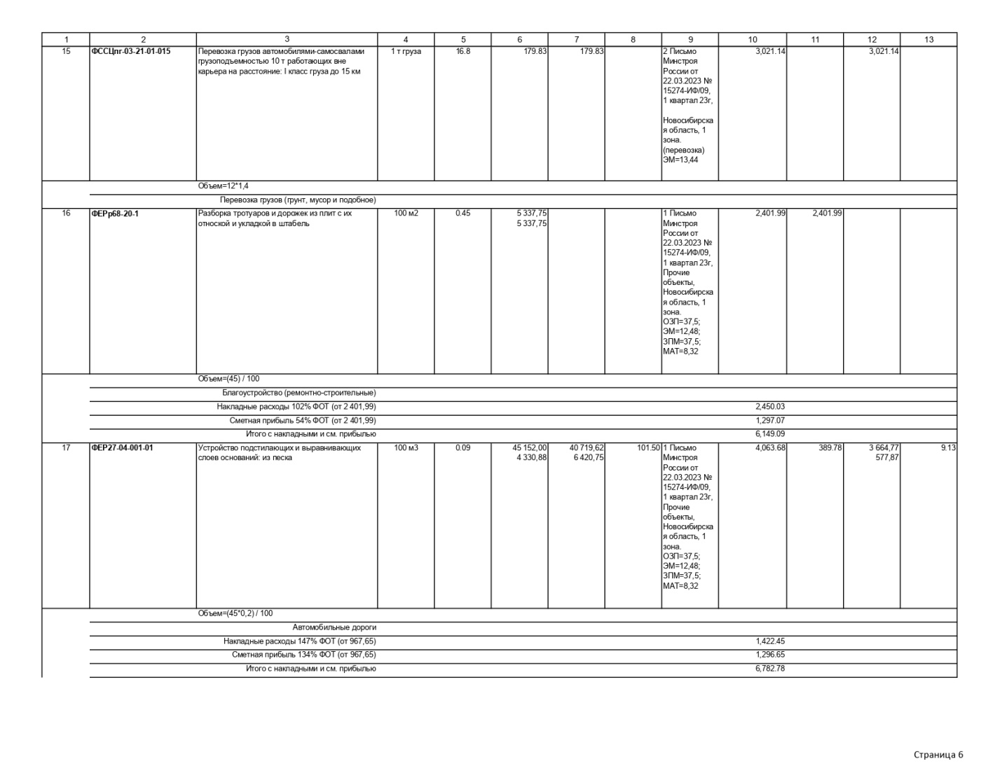 1 2 3 4 5 6 7 8 9 10 11 12 13
15 ФССЦпг-03-21-01-015 Перевозка грузов автомобилями-самосвалами 1 т груза 16.8 179.83 179.83 2 Письмо 3,021.14 3,021.14
грузоподъемностью 10 т работающих вне Минстроя
карьера на расстояние: I класс груза до 15 км России от
22.03.2023 №
15274-ИФ/09,
1 квартал 23г,
Новосибирска
я область, 1
зона.
(перевозка)
ЭМ=13,44
Объем=12*1,4
Перевозка грузов (грунт, мусор и подобное)
16 ФЕРр68-20-1 Разборка тротуаров и дорожек из плит с их 100 м2 0.45 5 337,75 1 Письмо 2,401.99 2,401.99
отноской и укладкой в штабель 5 337,75 Минстроя
России от
22.03.2023 №
15274-ИФ/09,
1 квартал 23г,
Прочие
объекты,
Новосибирска
я область, 1
зона.
ОЗП=37,5;
ЭМ=12,48;
ЗПМ=37,5;
МАТ=8,32
Объем=(45) / 100
Благоустройство (ремонтно-строительные)
Накладные расходы 102% ФОТ (от 2 401,99) 2,450.03
Сметная прибыль 54% ФОТ (от 2 401,99) 1,297.07
Итого с накладными и см. прибылью 6,149.09
17 ФЕР27-04-001-01 Устройство подстилающих и выравнивающих 100 м3 0.09 45 152,00 40 719,62 101.50 1 Письмо 4,063.68 389.78 3 664,77 9.13
слоев оснований: из песка 4 330,88 6 420,75 Минстроя 577,87
России от
22.03.2023 №
15274-ИФ/09,
1 квартал 23г,
Прочие
объекты,
Новосибирска
я область, 1
зона.
ОЗП=37,5;
ЭМ=12,48;
ЗПМ=37,5;
МАТ=8,32
Объем=(45*0,2) / 100
Автомобильные дороги
Накладные расходы 147% ФОТ (от 967,65) 1,422.45
Сметная прибыль 134% ФОТ (от 967,65) 1,296.65
Итого с накладными и см. прибылью 6,782.78
Страница 6